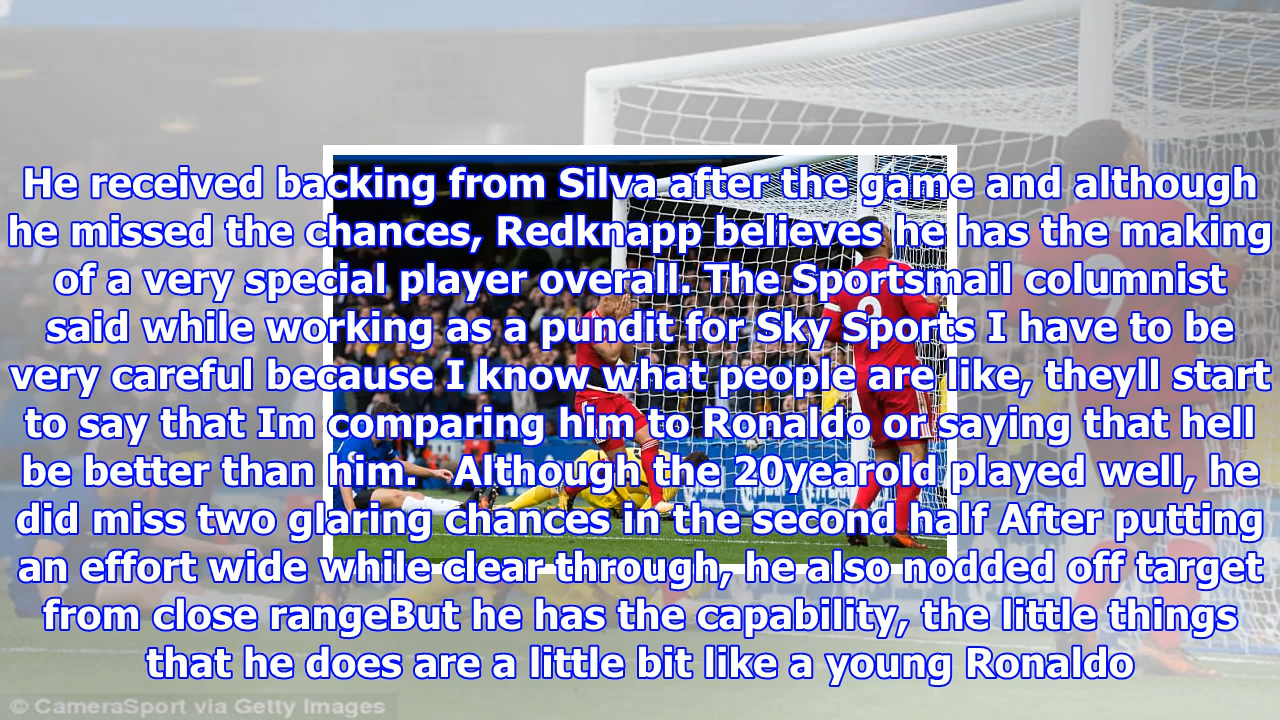 He received backing from Silva after the game and although
he missed the chances, Redknapp believes he has the making
of a very special player overall. The Sportsmail columnist
said while working as a pundit for Sky Sports I have to be
very careful because I know what people are like, theyll start
to say that Im comparing him to Ronaldo or saying that hell
be better than him.   Although the 20yearold played well, he
did miss two glaring chances in the second half After putting
an effort wide while clear through, he also nodded off target
from close rangeBut he has the capability, the little things
that he does are a little bit like a young Ronaldo
© CameraSport via Getty Images